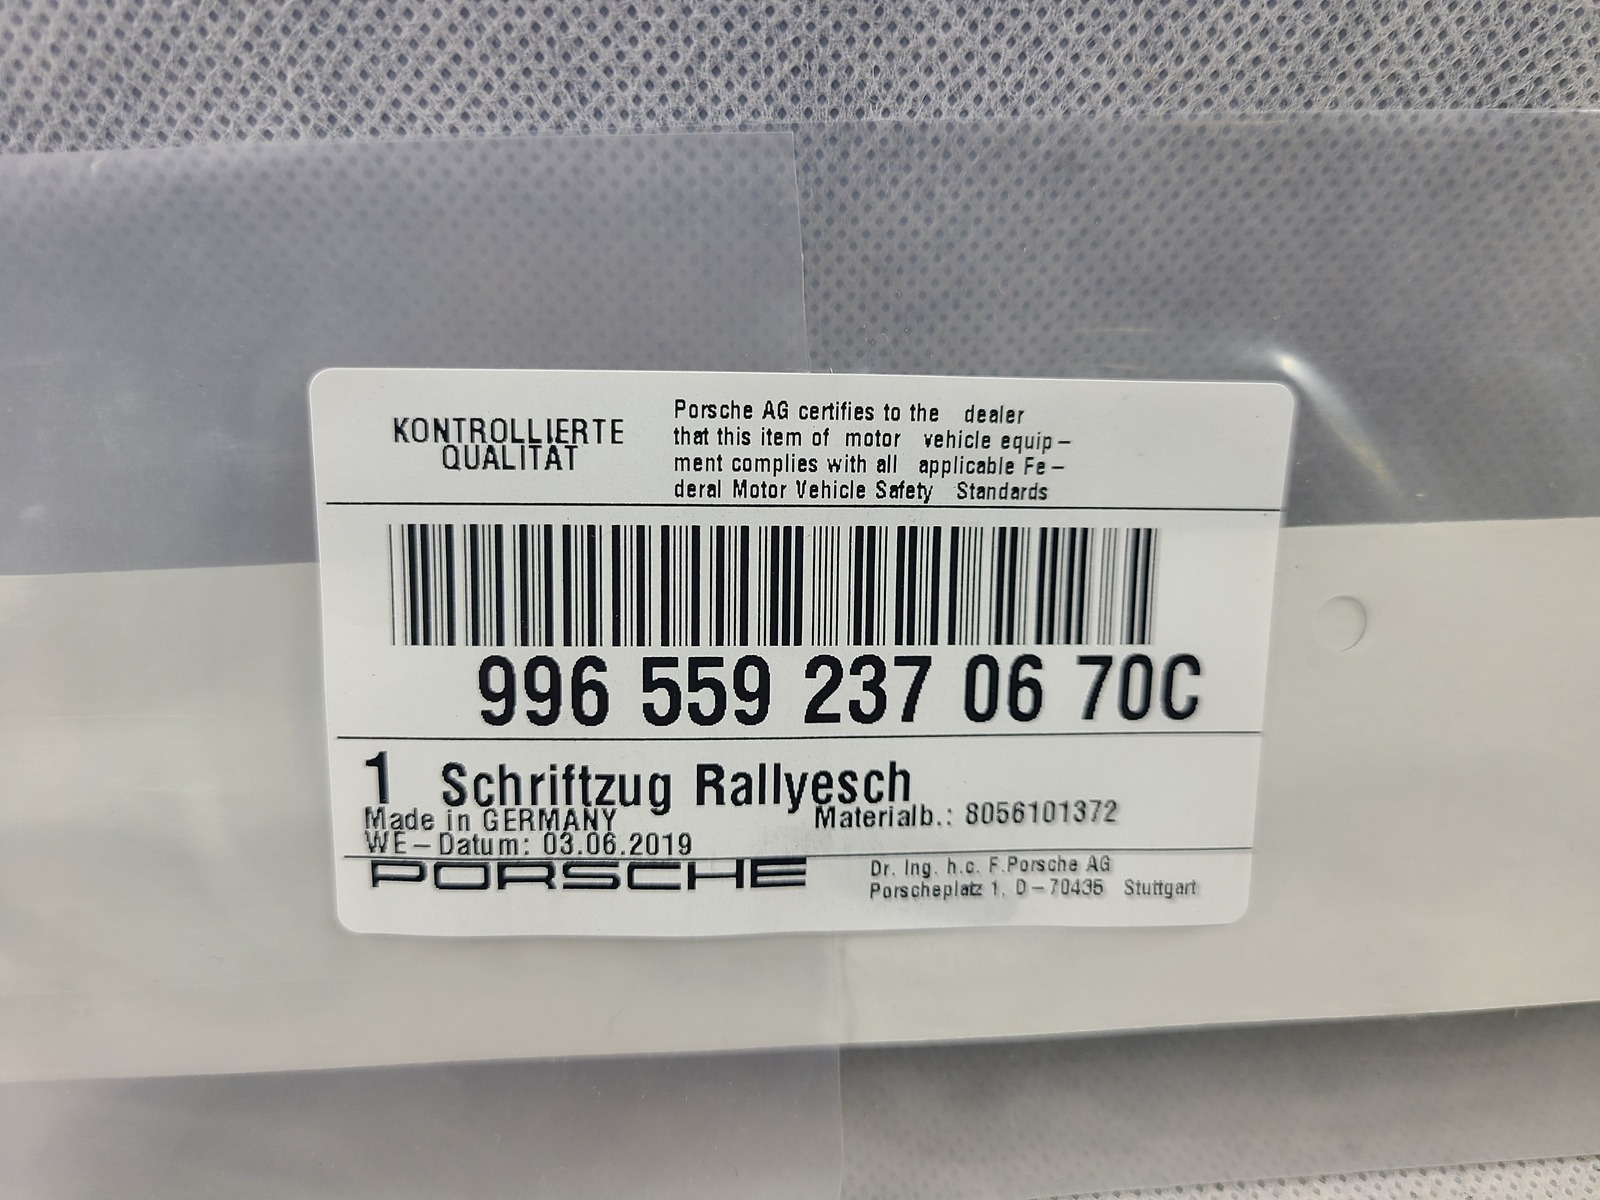 KONTROLLIERTE
QUALITÄT
Porsche AG certifies to the dealer
that this item of motor vehicle equip-
ment complies with all applicable Fe-
deral Motor Vehicle Safety Standards
996 559 237 06 70C
1 Schriftzug Rallyesch
Made in GERMANY Materialb.: 8056101372
WE-Datum: 03.06.2019
PORSCHE
Dr. Ing. h.c. F.Porsche AG
Porscheplatz 1, D-70435 Stuttgart